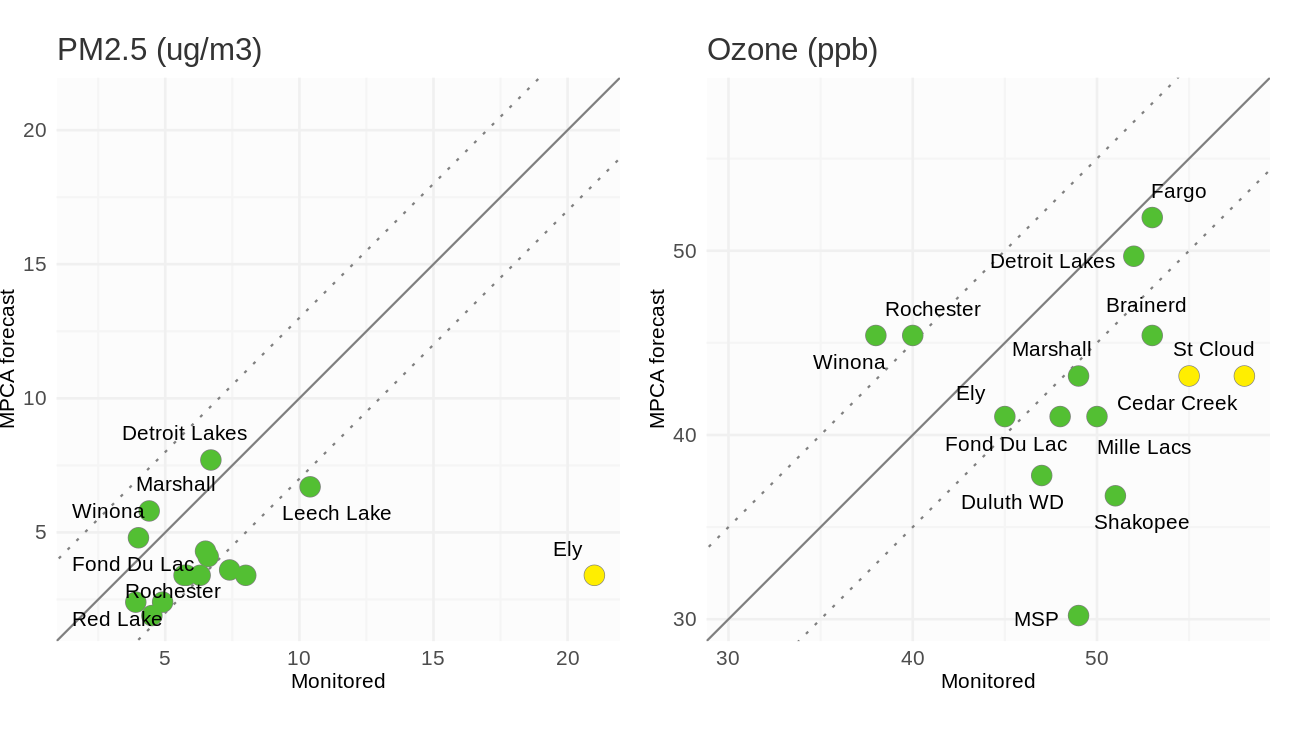 PM2.5 (ug/m3)
20
15
10
5
MPCA forecast
Detroit Lakes
Marshall
Winona
Leech Lake
Ely
Fond Du Lac
Rochester
Red Lake
5
10
15
20
Monitored
Ozone (ppb)
50
40
30
MPCA forecast
Fargo
Detroit Lakes
Brainerd
Rochester
Winona
Marshall
St Cloud
Ely
Cedar Creek
Fond Du Lac
Mille Lacs
Duluth WD
Shakopee
MSP
30
40
50
Monitored